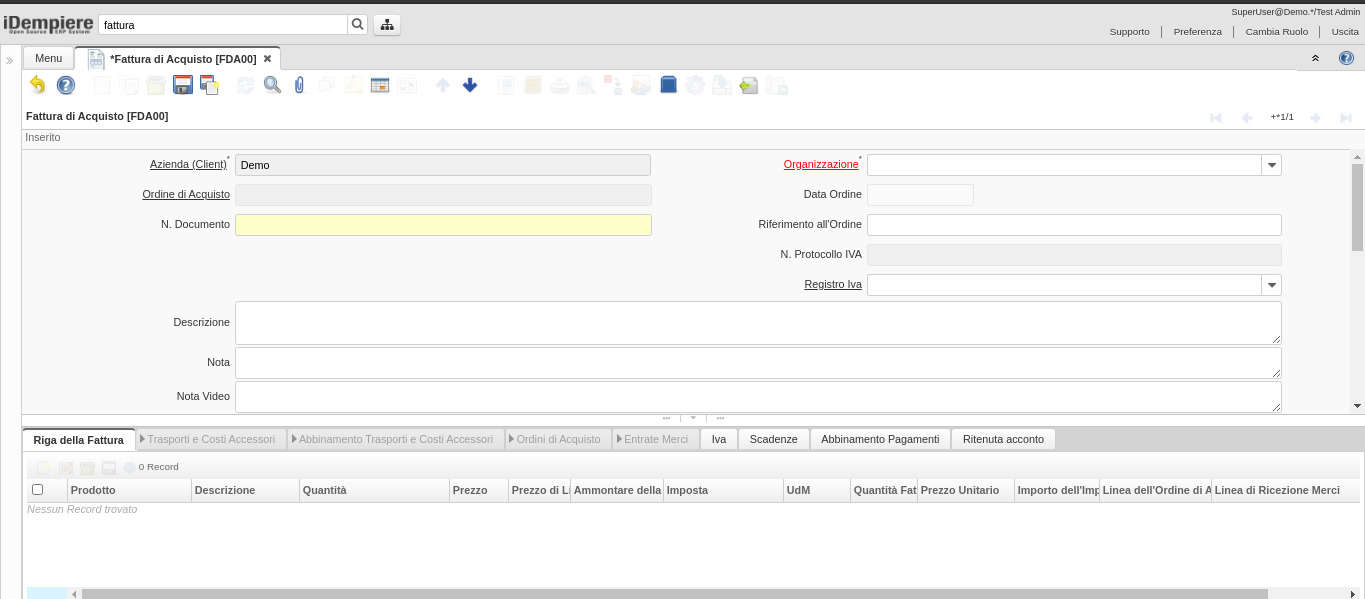 SuperUser@Demo.*/Test Admin
iDempiere
Open Source ERP System
fattura
Supporto
Preferenza
Cambia Ruolo
Uscita
Menu
*Fattura di Acquisto [FDA00]
Fattura di Acquisto [FDA00]
+*1/1
Inserito
Azienda (Client)*
Demo
Organizzazione*
Ordine di Acquisto
Data Ordine
N. Documento
Riferimento all'Ordine
N. Protocollo IVA
Registro Iva
Descrizione
Nota
Nota Video
Riga della Fattura
Trasporti e Costi Accessori
Abbinamento Trasporti e Costi Accessori
Ordini di Acquisto
Entrate Merci
Iva
Scadenze
Abbinamento Pagamenti
Ritenuta acconto
0 Record
Prodotto
Descrizione
Quantità
Prezzo
Prezzo di Li
Ammontare della
Imposta
UdM
Quantità Fat
Prezzo Unitario
Importo dell'Imp
Linea dell'Ordine di A
Linea di Ricezione Merci
Nessun Record trovato